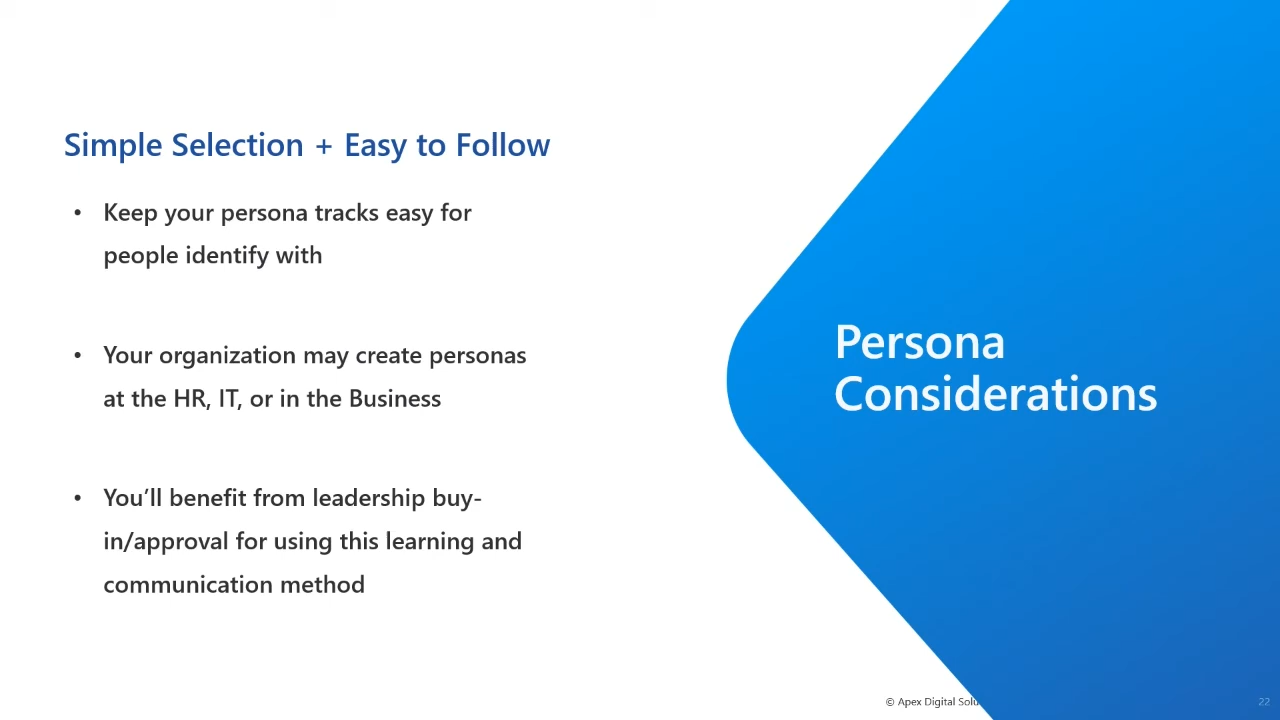 Simple Selection + Easy to Follow
• Keep your persona tracks easy for
people identify with
• Your organization may create personas
at the HR, IT, or in the Business
• You’ll benefit from leadership buy-
in/approval for using this learning and
communication method
Persona
Considerations
© Apex Digital Solu
22